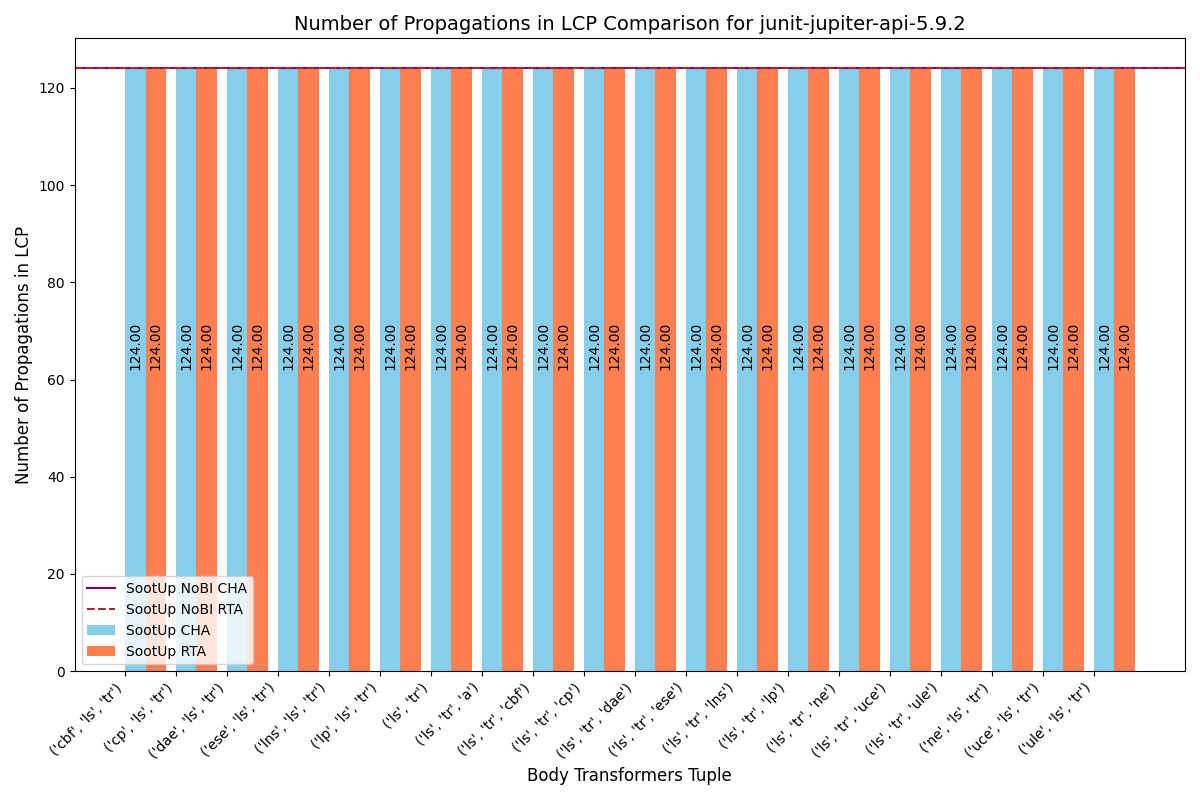 Number of Propagations in LCP Comparison for junit-jupiter-api-5.9.2
Number of Propagations in LCP
120
100
80
60
40
20
0
124.00 124.00 124.00 124.00 124.00 124.00 124.00 124.00 124.00 124.00 124.00 124.00 124.00 124.00 124.00 124.00 124.00 124.00 124.00 124.00 124.00 124.00 124.00 124.00 124.00 124.00 124.00 124.00 124.00 124.00 124.00 124.00 124.00 124.00 124.00 124.00 124.00 124.00 124.00 124.00
SootUp NoBI CHA
SootUp NoBI RTA
SootUp CHA
SootUp RTA
('cbf', 'ls', 'tr')
('cp', 'ls', 'tr')
('dae', 'ls', 'tr')
('ese', 'ls', 'tr')
('lns', 'ls', 'tr')
('lp', 'ls', 'tr')
('ls', 'tr')
('ls', 'tr', 'a')
('ls', 'tr', 'cbf')
('ls', 'tr', 'cp')
('ls', 'tr', 'dae')
('ls', 'tr', 'ese')
('ls', 'tr', 'lns')
('ls', 'tr', 'lp')
('ls', 'tr', 'ne')
('ls', 'tr', 'uce')
('ls', 'tr', 'ule')
('ne', 'ls', 'tr')
('uce', 'ls', 'tr')
('ule', 'ls', 'tr')
Body Transformers Tuple